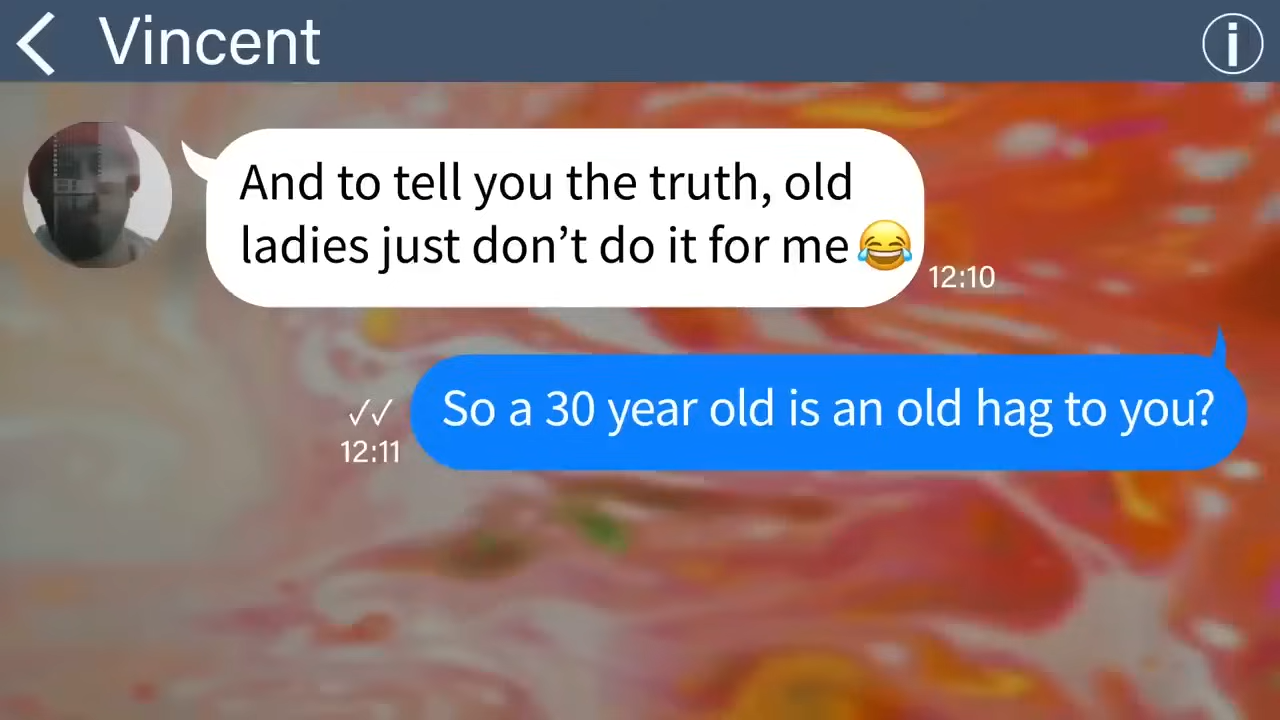 Vincent
And to tell you the truth, old
ladies just don’t do it for me 😂
12:10
So a 30 year old is an old hag to you?
✓✓
12:11